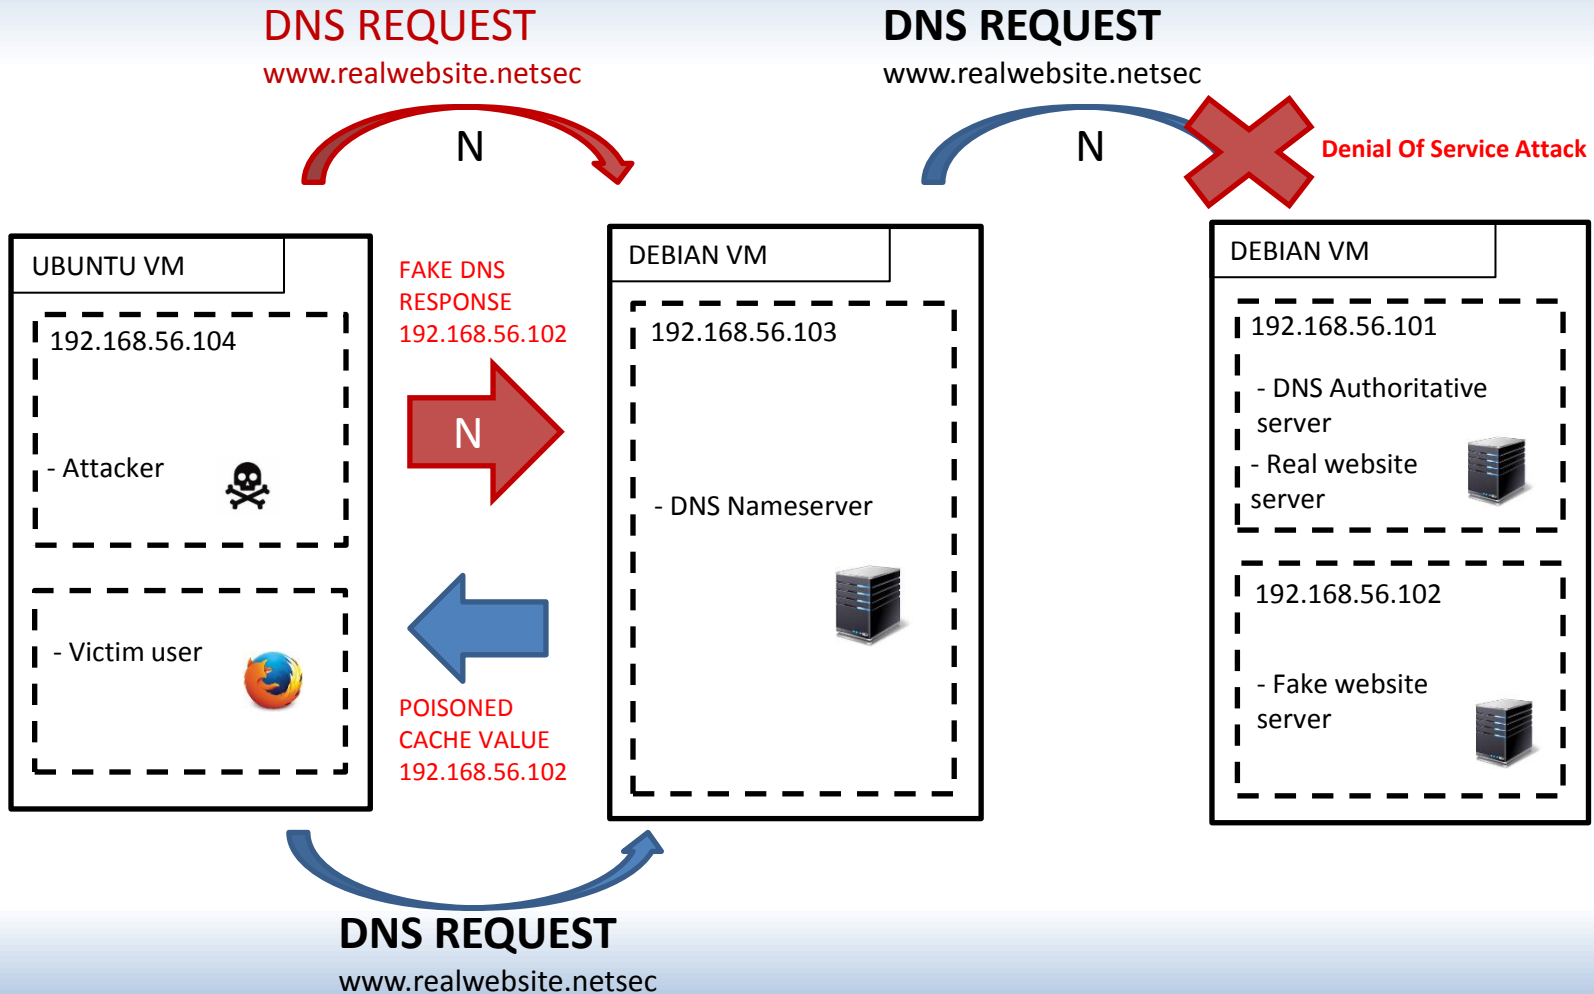 DNS REQUEST
www.realwebsite.netsec
N
DNS REQUEST
www.realwebsite.netsec
N
Denial Of Service Attack
UBUNTU VM
192.168.56.104
- Attacker
- Victim user
FAKE DNS
RESPONSE
192.168.56.102
N
POISONED
CACHE VALUE
192.168.56.102
DEBIAN VM
192.168.56.103
- DNS Nameserver
DEBIAN VM
192.168.56.101
- DNS Authoritative
server
- Real website
server
192.168.56.102
- Fake website
server
DNS REQUEST
www.realwebsite.netsec